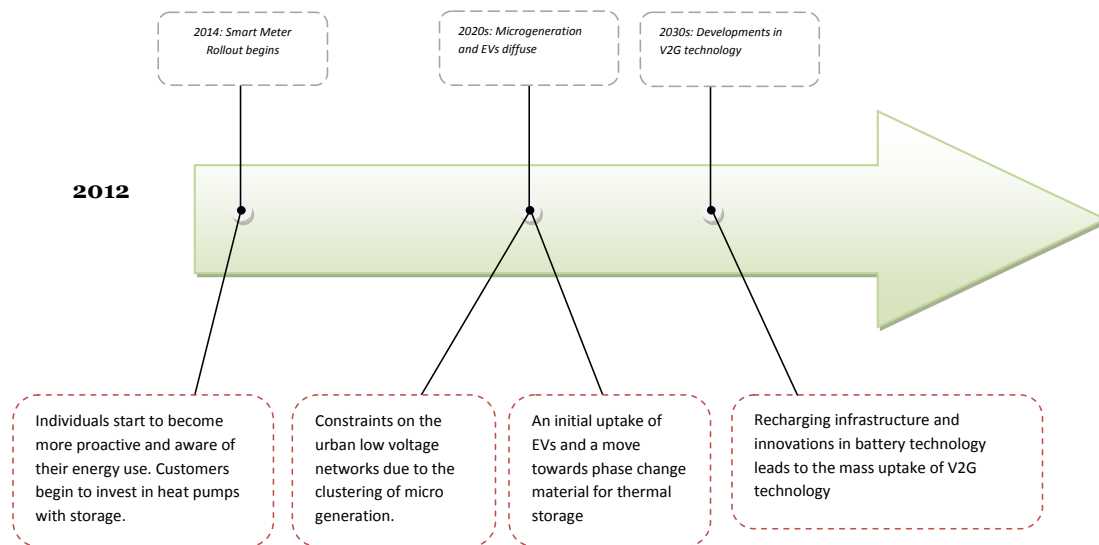 2014: Smart Meter
Rollout begins
2020s: Microgeneration
and EVs diffuse
2030s: Developments in
V2G technology
2012
Individuals start to become
more proactive and aware of
their energy use. Customers
begin to invest in heat pumps
with storage.
Constraints on the
urban low voltage
networks due to the
clustering of micro
generation.
An initial uptake of
EVs and a move
towards phase change
material for thermal
storage
Recharging infrastructure and
innovations in battery technology
leads to the mass uptake of V2G
technology